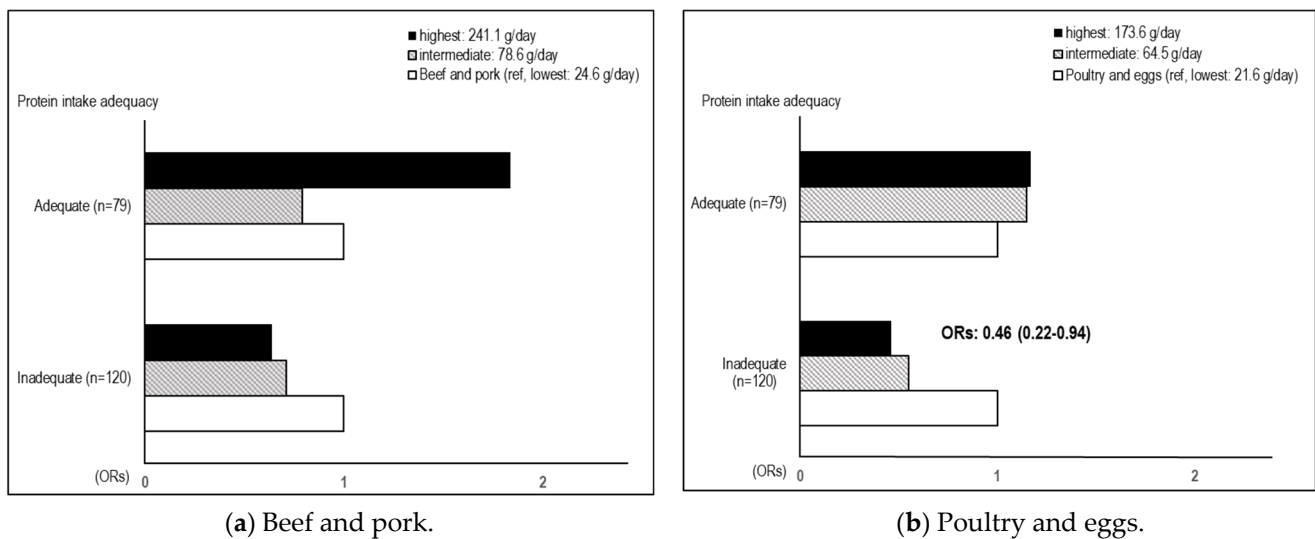 highest: 241.1 g/day
intermediate: 78.6 g/day
Beef and pork (ref, lowest: 24.6 g/day)
Protein intake adequacy
Adequate (n=79)
Inadequate (n=120)
(ORs)
0
1
2
(a) Beef and pork.
highest: 173.6 g/day
intermediate: 64.5 g/day
Poultry and eggs (ref, lowest: 21.6 g/day)
Protein intake adequacy
Adequate (n=79)
ORs: 0.46 (0.22-0.94)
Inadequate
(n=120)
(ORs)
0
1
2
(b) Poultry and eggs.